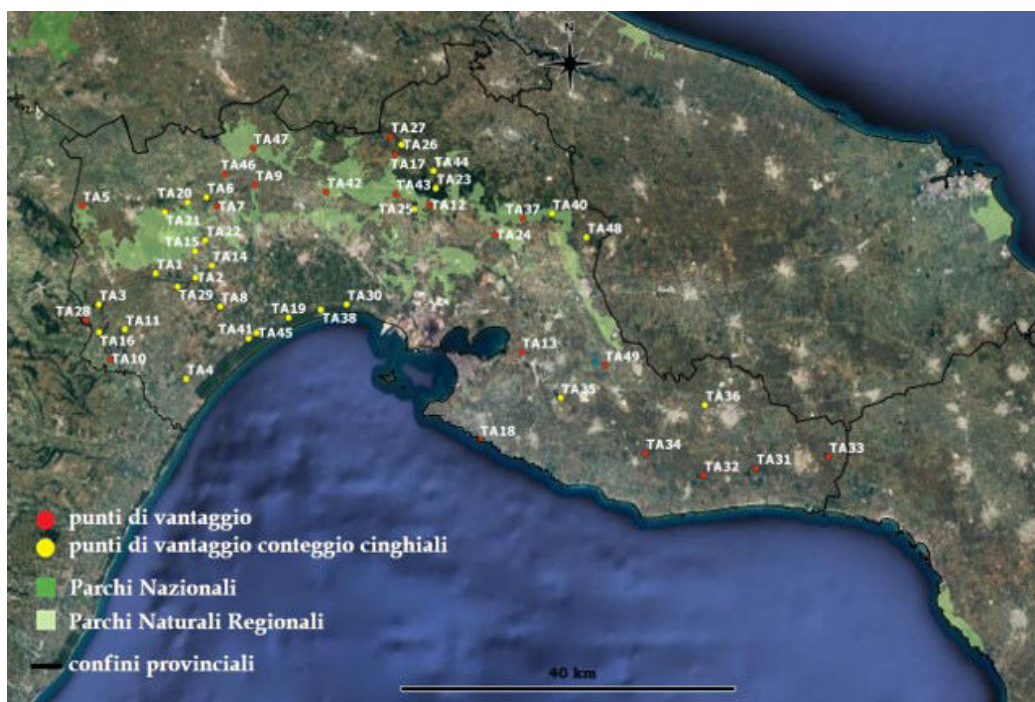 N
TA27
TA26
TA47
TA17
TA44
TA46
TA9
TA42
TA43
TA23
TA5
TA20
TA6
TA7
TA25
TA12
TA37
TA40
TA21
TA22
TA24
TA48
TA15
TA14
TA1
TA2
TA29
TA3
TA8
TA30
TA28
TA11
TA19
TA38
TA16
TA41
TA45
TA10
TA13
TA49
TA4
TA35
TA36
TA18
TA34
TA33
TA32
TA31
punti di vantaggio
punti di vantaggio conteggio cinghiali
Parchi Nazionali
Parchi Naturali Regionali
confini provinciali
40 km